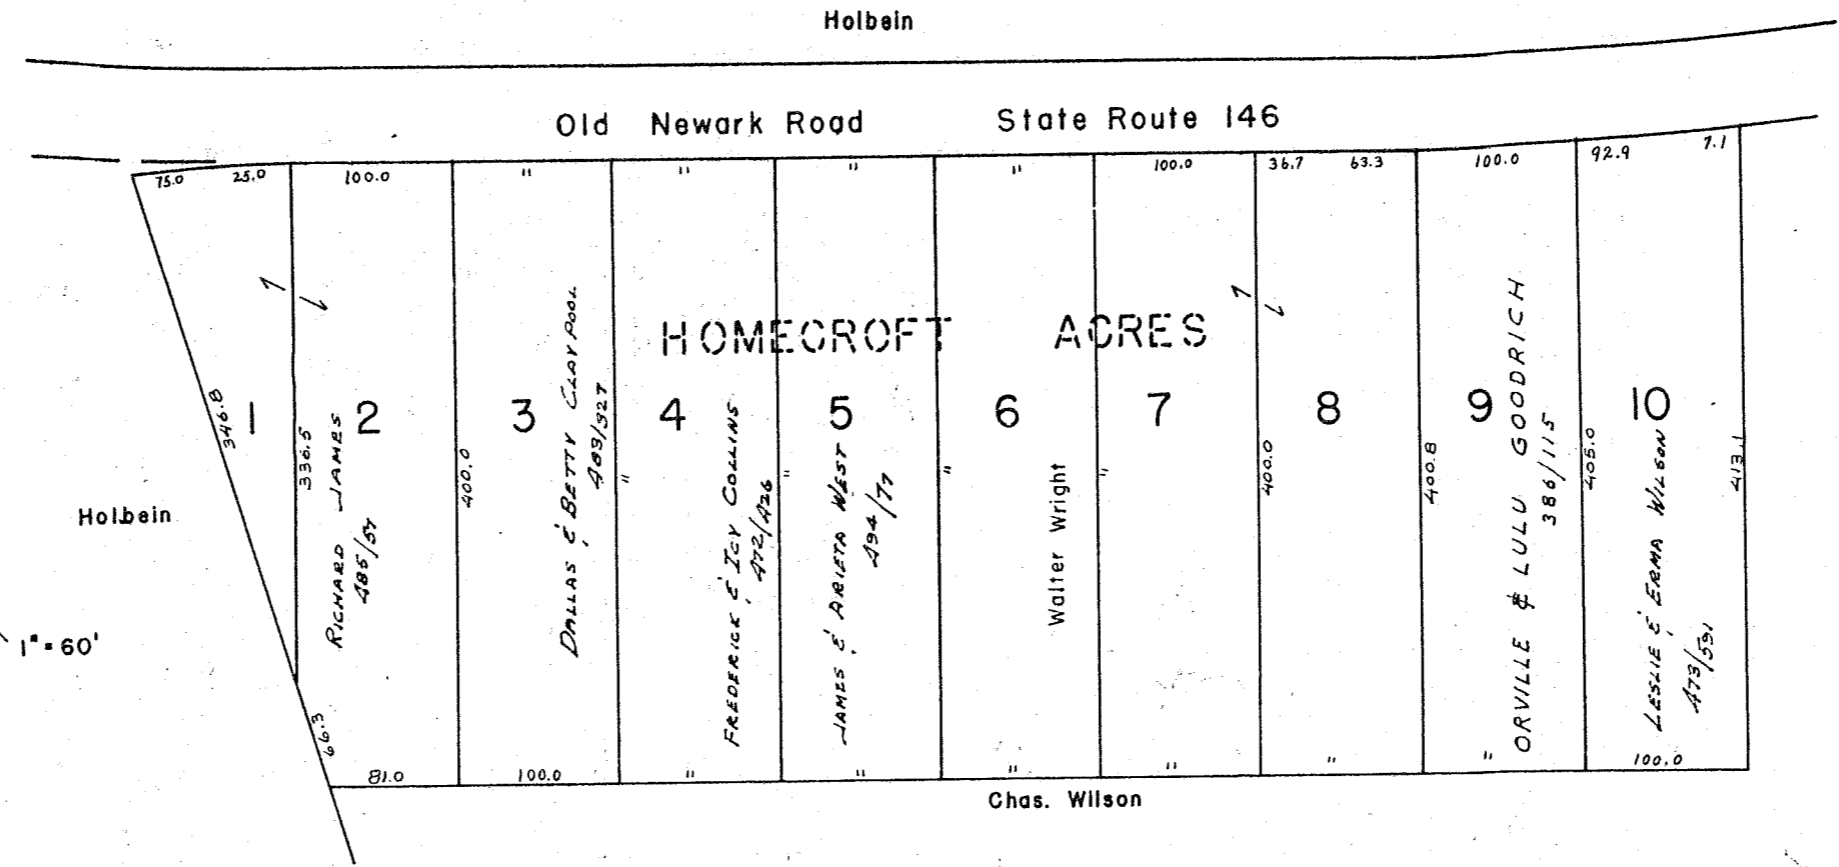 Holbein
Old Newark Road State Route 146
75.0 25.0 100.0 " " " " 100.0 36.7 63.3 100.0 92.9 7.1
HOMECROFT ACRES
1 2 3 4 5 6 7 8 9 10
346.8
336.5
RICHARD JAMES
485/57
400.0
DALLAS & BETTY CLAYPOOL
483/327
"
FREDERICK & ICY COLLINS
472/426
"
JAMES & ARIETA WEST
494/77
"
Walter Wright
"
400.0
400.8
ORVILLE & LULU GOODRICH
386/115
405.0
LESLIE & ERMA WILSON
473/591
413.1
Holbein
1"=60'
66.3
81.0 100.0 " " " " " " 100.0
Chas. Wilson